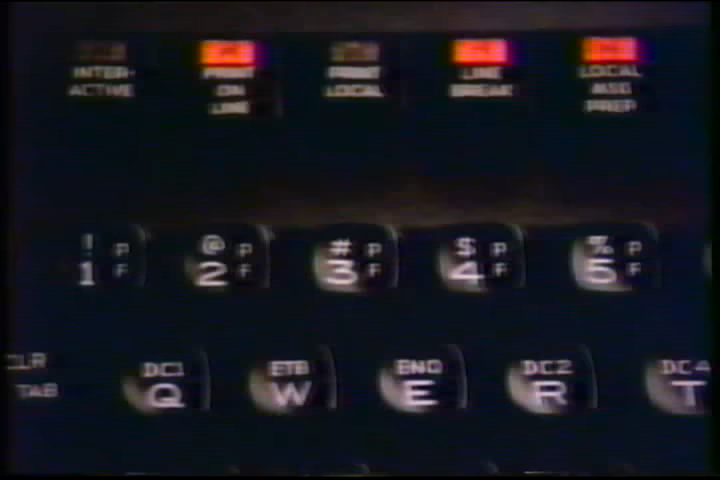 INTER- PRINT PRINT LINE LOCAL
ACTIVE ON LOCAL BREAK MSG
LINE PREP
! P @ P # P $ P % P
1 F 2 F 3 F 4 F 5 F
CLR DC1 ETB ENQ DC2 DC4
TAB Q W E R T